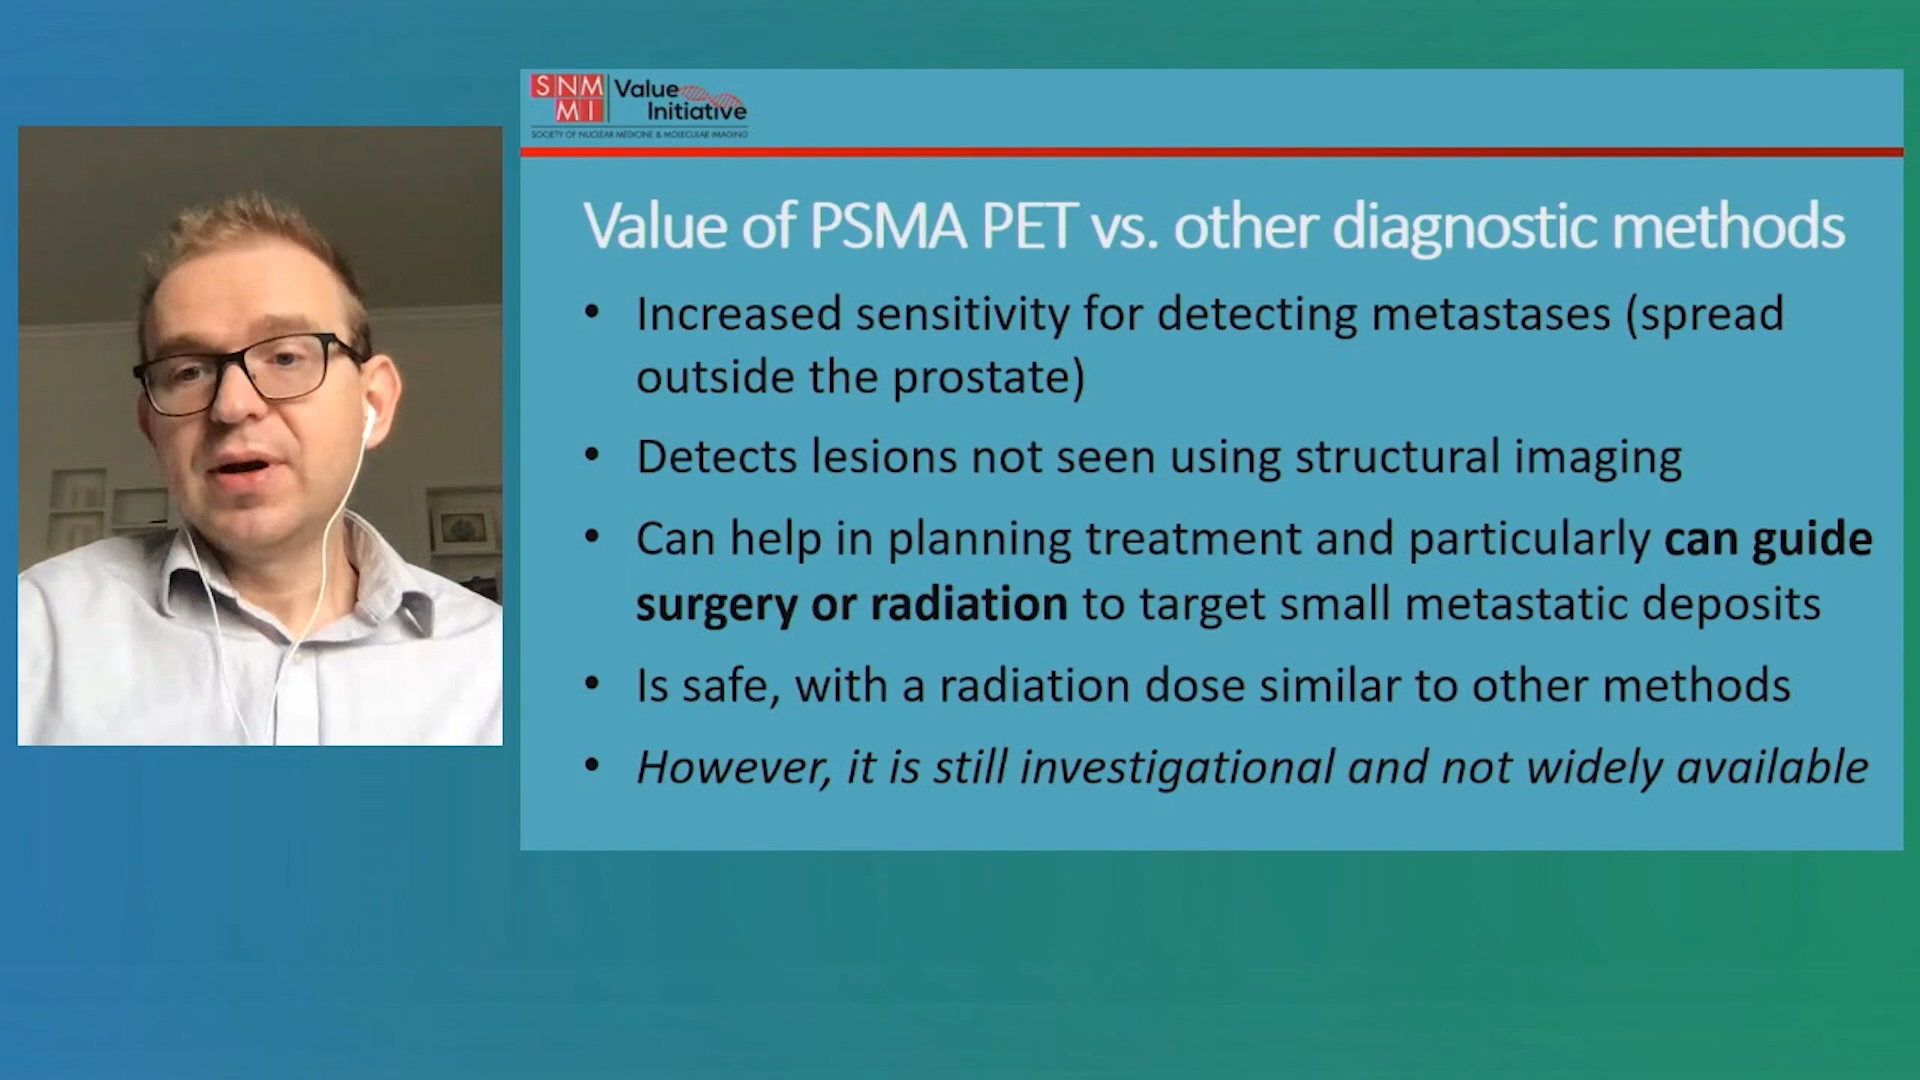 SNM
MI
Value
Initiative
SOCIETY OF NUCLEAR MEDICINE & MOLECULAR IMAGING
Value of PSMA PET vs. other diagnostic methods
• Increased sensitivity for detecting metastases (spread
outside the prostate)
• Detects lesions not seen using structural imaging
• Can help in planning treatment and particularly can guide
surgery or radiation to target small metastatic deposits
• Is safe, with a radiation dose similar to other methods
• However, it is still investigational and not widely available